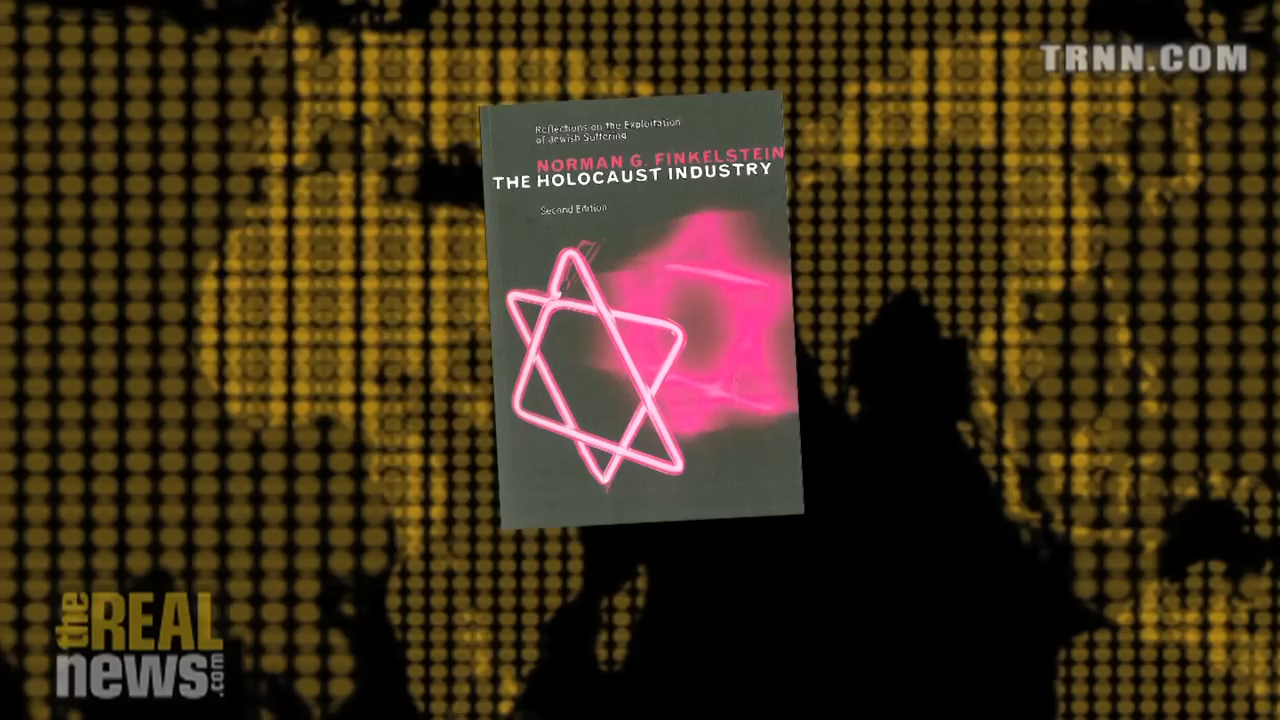 TRNN.COM
Reflections on the Exploitation
of Jewish Suffering
NORMAN G. FINKELSTEIN
THE HOLOCAUST INDUSTRY
Second Edition
the REAL
news.com